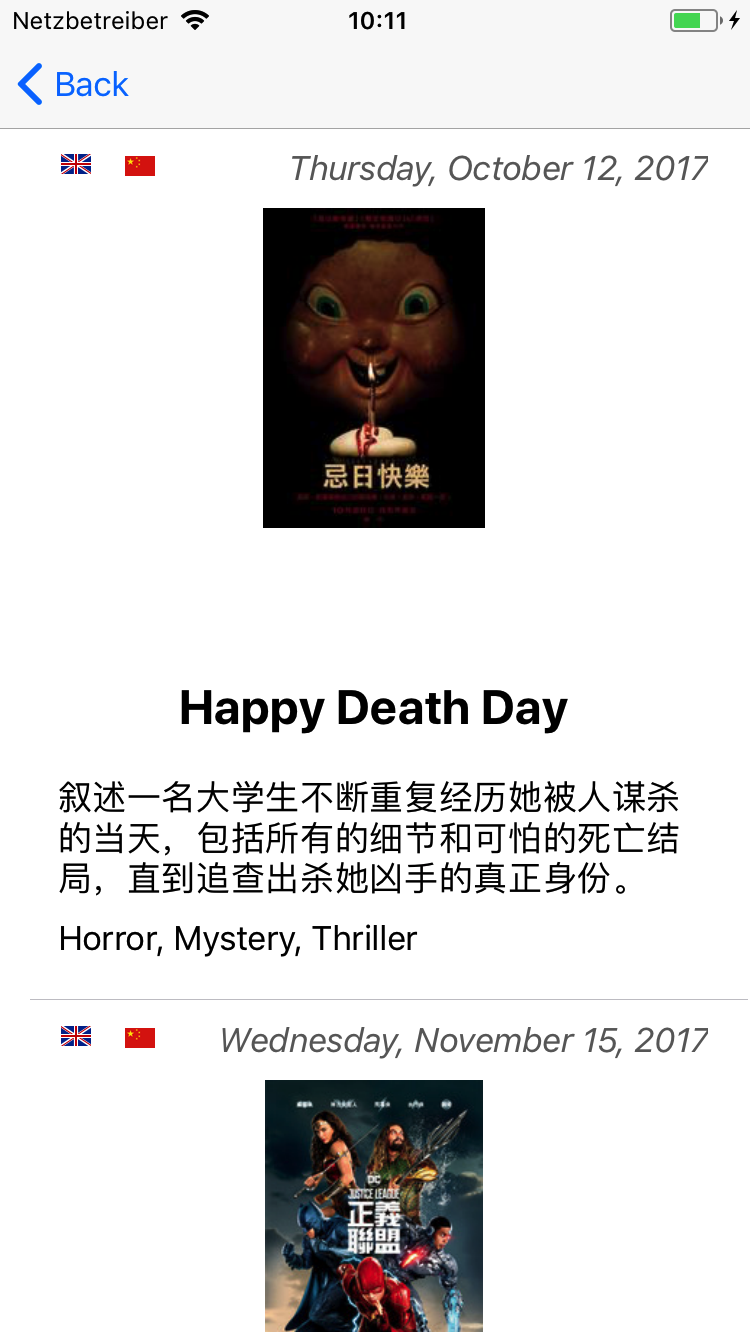 Netzbetreiber 10:11
Back
Thursday, October 12, 2017
忌日快樂
Happy Death Day
叙述一名大学生不断重复经历她被人谋杀
的当天，包括所有的细节和可怕的死亡结
局，直到追查出杀她凶手的真正身份。
Horror, Mystery, Thriller
Wednesday, November 15, 2017
DC
JUSTICE LEAGUE
正義
聯盟